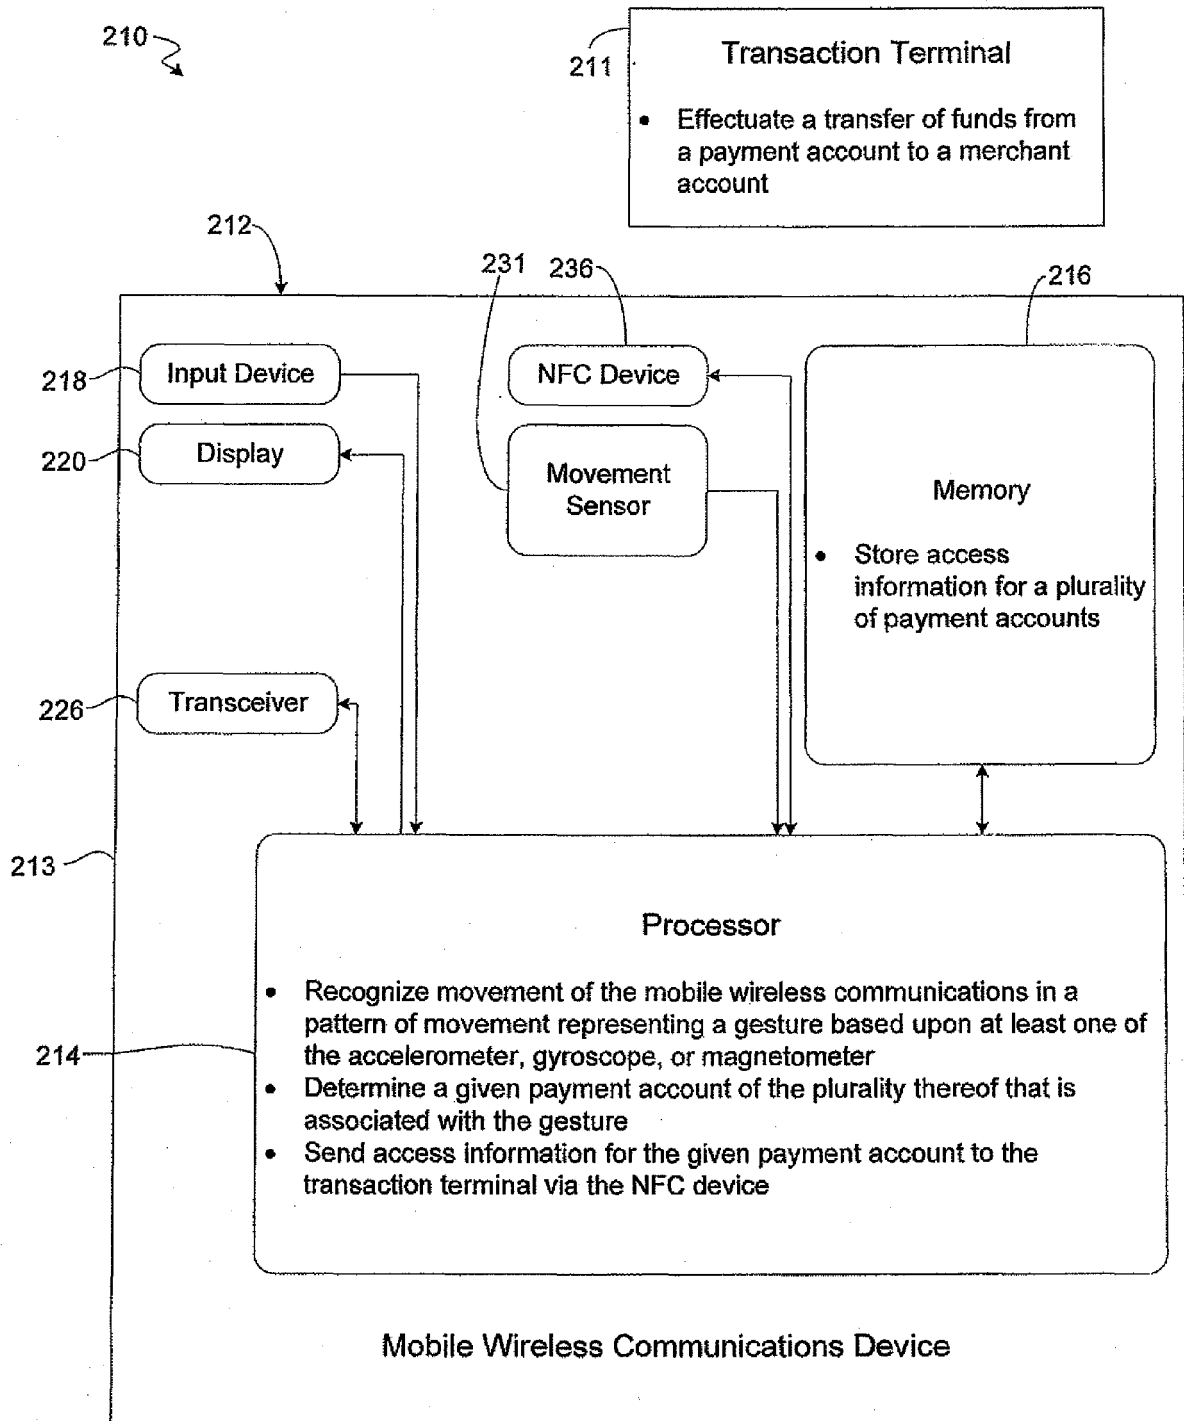 210
211
Transaction Terminal
• Effectuate a transfer of funds from
a payment account to a merchant
account
212
231
236
216
218
Input Device
NFC Device
220
Display
Movement
Sensor
Memory
• Store access
information for a plurality
of payment accounts
226
Transceiver
213
Processor
• Recognize movement of the mobile wireless communications in a
pattern of movement representing a gesture based upon at least one of
the accelerometer, gyroscope, or magnetometer
214
• Determine a given payment account of the plurality thereof that is
associated with the gesture
• Send access information for the given payment account to the
transaction terminal via the NFC device
Mobile Wireless Communications Device